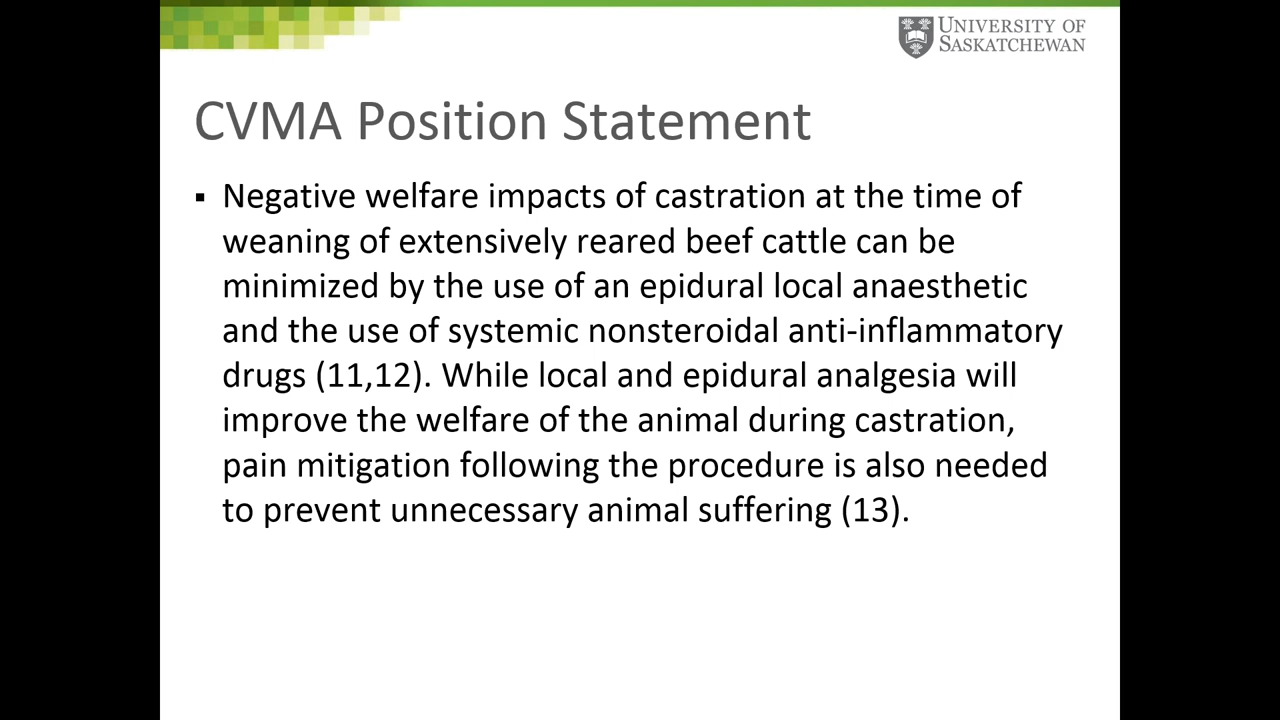 UNIVERSITY OF
SASKATCHEWAN
CVMA Position Statement
▪ Negative welfare impacts of castration at the time of
weaning of extensively reared beef cattle can be
minimized by the use of an epidural local anaesthetic
and the use of systemic nonsteroidal anti-inflammatory
drugs (11,12). While local and epidural analgesia will
improve the welfare of the animal during castration,
pain mitigation following the procedure is also needed
to prevent unnecessary animal suffering (13).